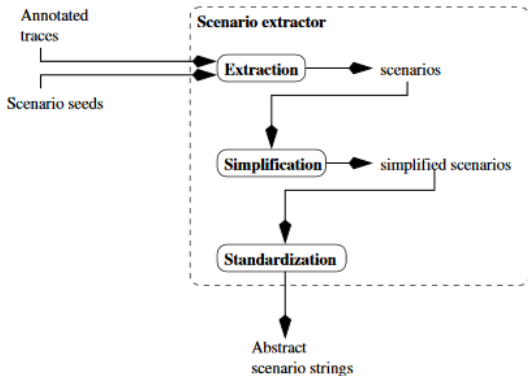 Annotated
traces
Scenario seeds
Scenario extractor
Extraction
scenarios
Simplification
simplified scenarios
Standardization
Abstract
scenario strings